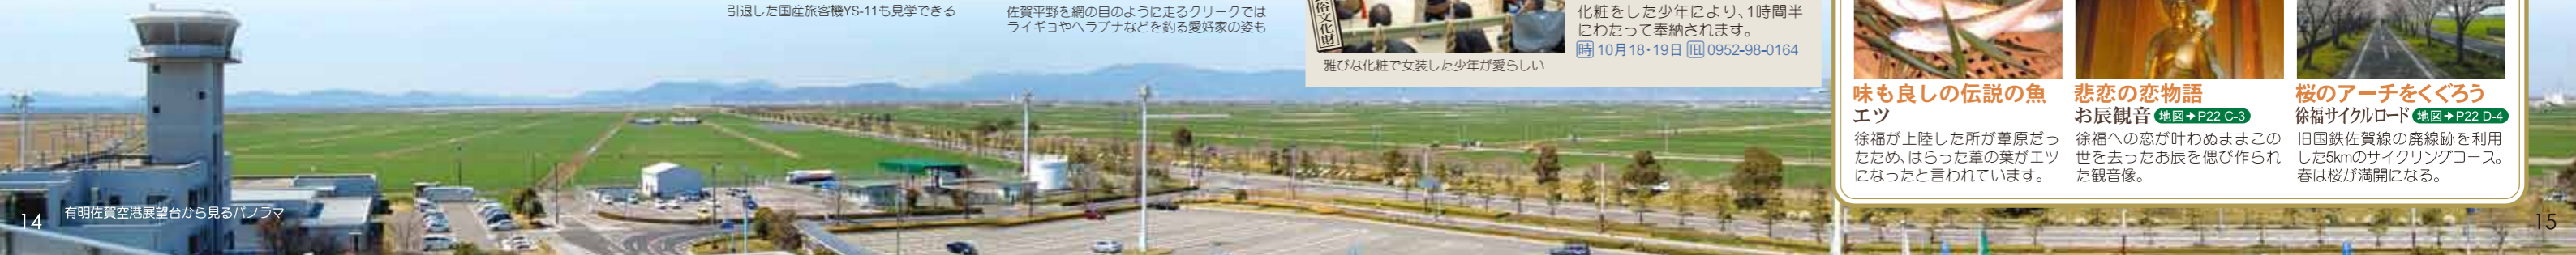 引退した国産旅客機YS-11も見学できる
佐賀平野を網の目のように走るクリークでは
ライギョやヘラブナなどを釣る愛好家の姿も
俗文化財
化粧をした少年により、1時間半
にわたって奉納されます。
時 10月18・19日 TEL 0952-98-0164
雅びな化粧で女装した少年が愛らしい
味も良しの伝説の魚
エツ
徐福が上陸した所が葦原だっ
たため、はらった葦の葉がエツ
になったと言われています。
悲恋の恋物語
お辰観音 地図→P22 C-3
徐福への恋が叶わぬままこの
世を去ったお辰を偲び作られ
た観音像。
桜のアーチをくぐろう
徐福サイクルロード 地図→P22 D-4
旧国鉄佐賀線の廃線跡を利用
した5kmのサイクリングコース。
春は桜が満開になる。
14
有明佐賀空港展望台から見るパノラマ
15